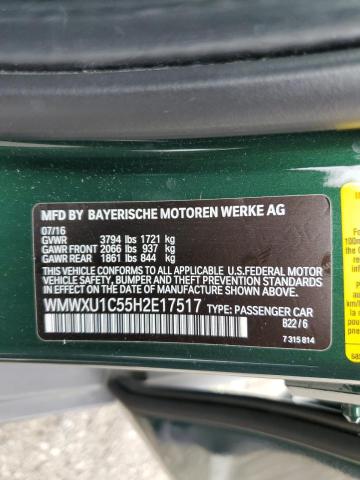 MFD BY BAYERISCHE MOTOREN WERKE AG
07/16
GVWR 3794 lbs 1721 kg
GAWR FRONT 2066 lbs 937 kg
GAWR REAR 1861 lbs 844 kg
THIS VEHICLE CONFORMS TO ALL APPLICABLE U.S.FEDERAL MOTOR
VEHICLE SAFETY, BUMPER AND THEFT PREVENTION STANDARDS
IN EFFECT ON THE DATE OF MANUFACTURE SHOWN ABOVE.
WMWXU1C55H2E17517 TYPE: PASSENGER CAR
B22/6
7 315 814